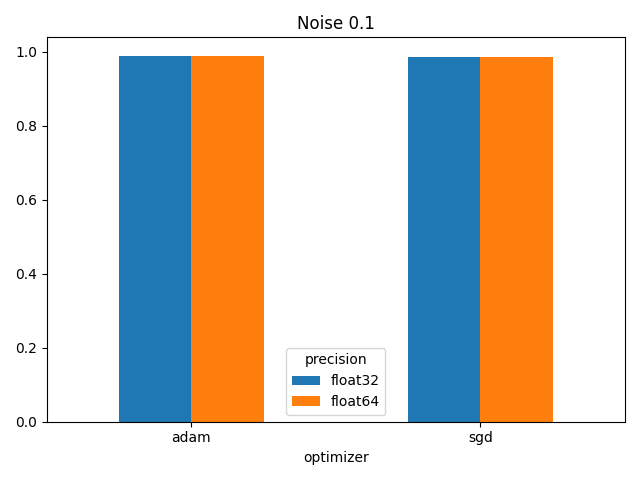 Noise 0.1
1.0
0.8
0.6
0.4
0.2
0.0
precision
float32
float64
adam
sgd
optimizer